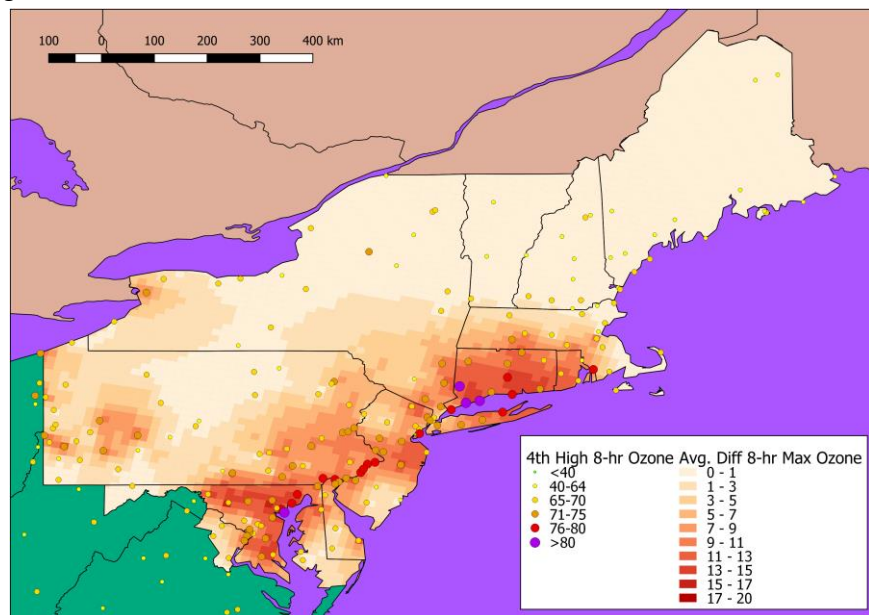 100 0 100 200 300 400 km
4th High 8-hr Ozone Avg. Diff 8-hr Max Ozone
<40 0 - 1
40-64 1 - 3
65-70 3 - 5
71-75 5 - 7
76-80 7 - 9
>80 9 - 11
11 - 13
13 - 15
15 - 17
17 - 20